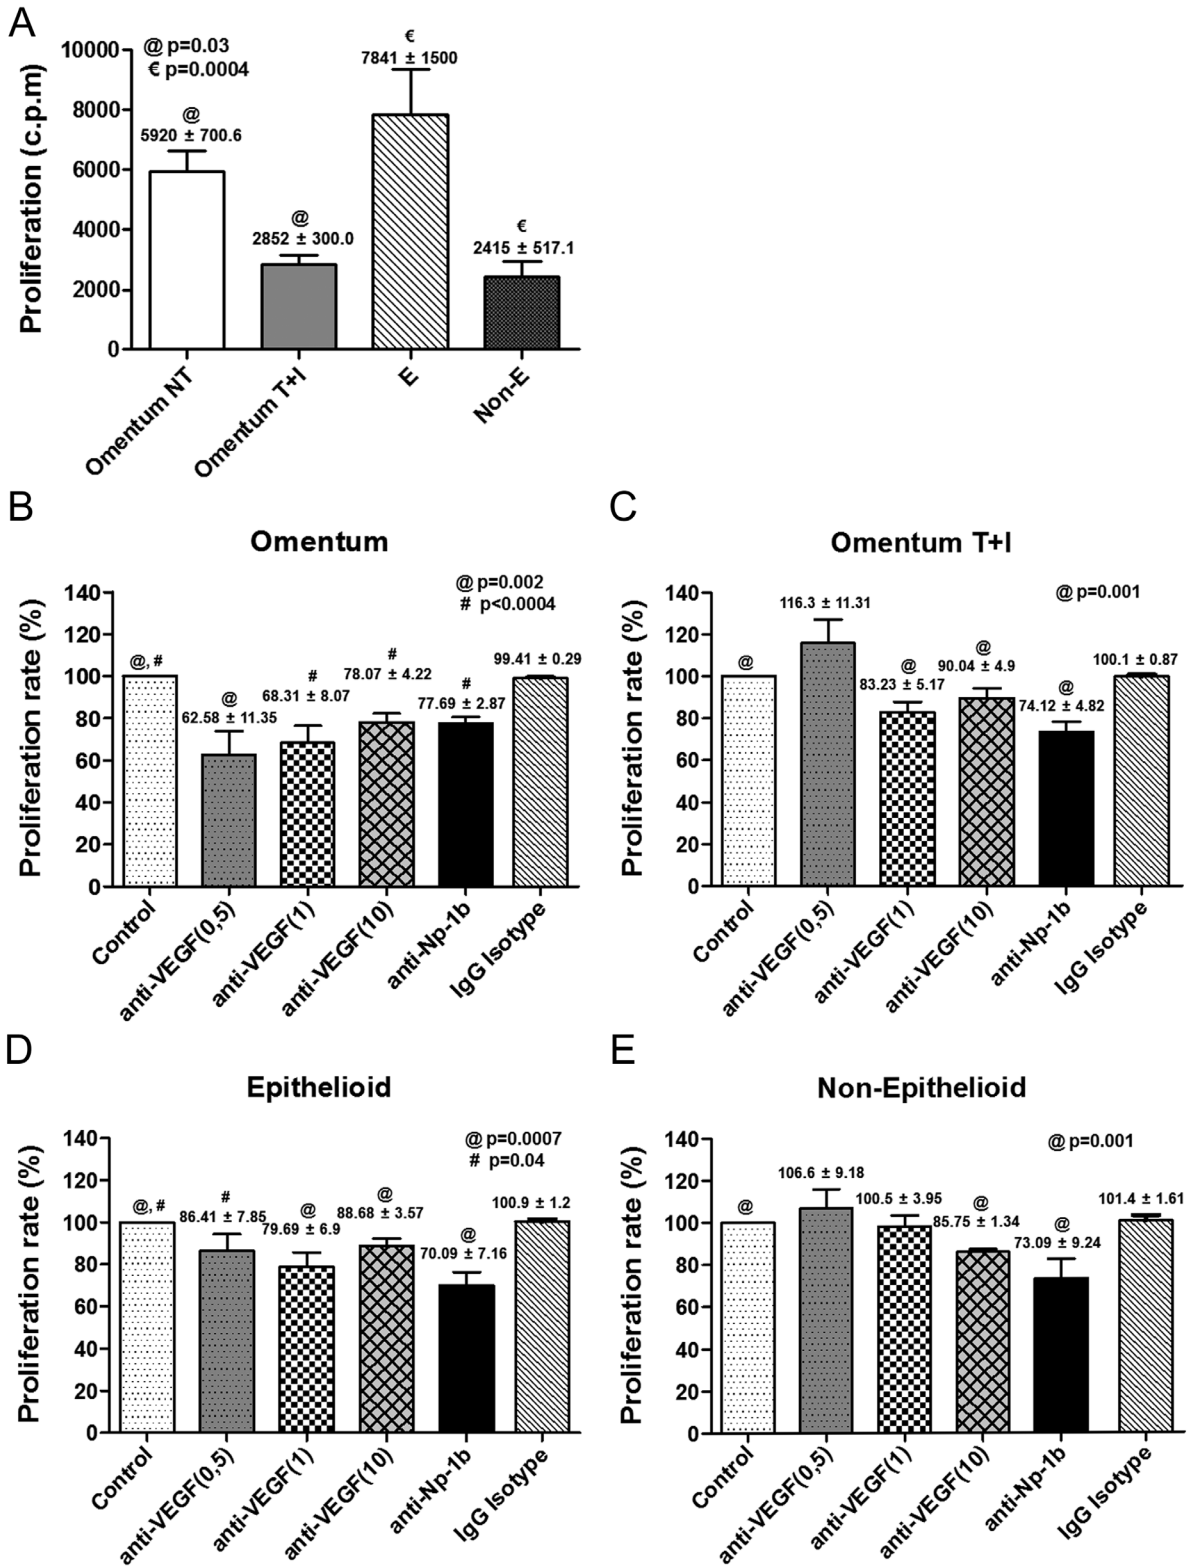 A
Proliferation (c.p.m)
10000
8000
6000
4000
2000
0
@ p=0.03
€ p=0.0004
@
5920 ± 700.6
@
2852 ± 300.0
€
7841 ± 1500
€
2415 ± 517.1
Omentum NT
Omentum T+I
E
Non-E
B
Omentum
Proliferation rate (%)
140
120
100
80
60
40
20
0
@ p=0.002
# p<0.0004
@, #
@
62.58 ± 11.35
#
68.31 ± 8.07
#
78.07 ± 4.22
#
77.69 ± 2.87
99.41 ± 0.29
Control
anti-VEGF(0,5)
anti-VEGF(1)
anti-VEGF(10)
anti-Np-1b
IgG Isotype
C
Omentum T+I
Proliferation rate (%)
140
120
100
80
60
40
20
0
@ p=0.001
@
116.3 ± 11.31
@
83.23 ± 5.17
@
90.04 ± 4.9
@
74.12 ± 4.82
100.1 ± 0.87
Control
anti-VEGF(0,5)
anti-VEGF(1)
anti-VEGF(10)
anti-Np-1b
IgG Isotype
D
Epithelioid
Proliferation rate (%)
140
120
100
80
60
40
20
0
@ p=0.0007
# p=0.04
@, #
#
86.41 ± 7.85
@
79.69 ± 6.9
@
88.68 ± 3.57
@
70.09 ± 7.16
100.9 ± 1.2
Control
anti-VEGF(0,5)
anti-VEGF(1)
anti-VEGF(10)
anti-Np-1b
IgG Isotype
E
Non-Epithelioid
Proliferation rate (%)
140
120
100
80
60
40
20
0
@ p=0.001
@
106.6 ± 9.18
100.5 ± 3.95
@
85.75 ± 1.34
@
73.09 ± 9.24
101.4 ± 1.61
Control
anti-VEGF(0,5)
anti-VEGF(1)
anti-VEGF(10)
anti-Np-1b
IgG Isotype